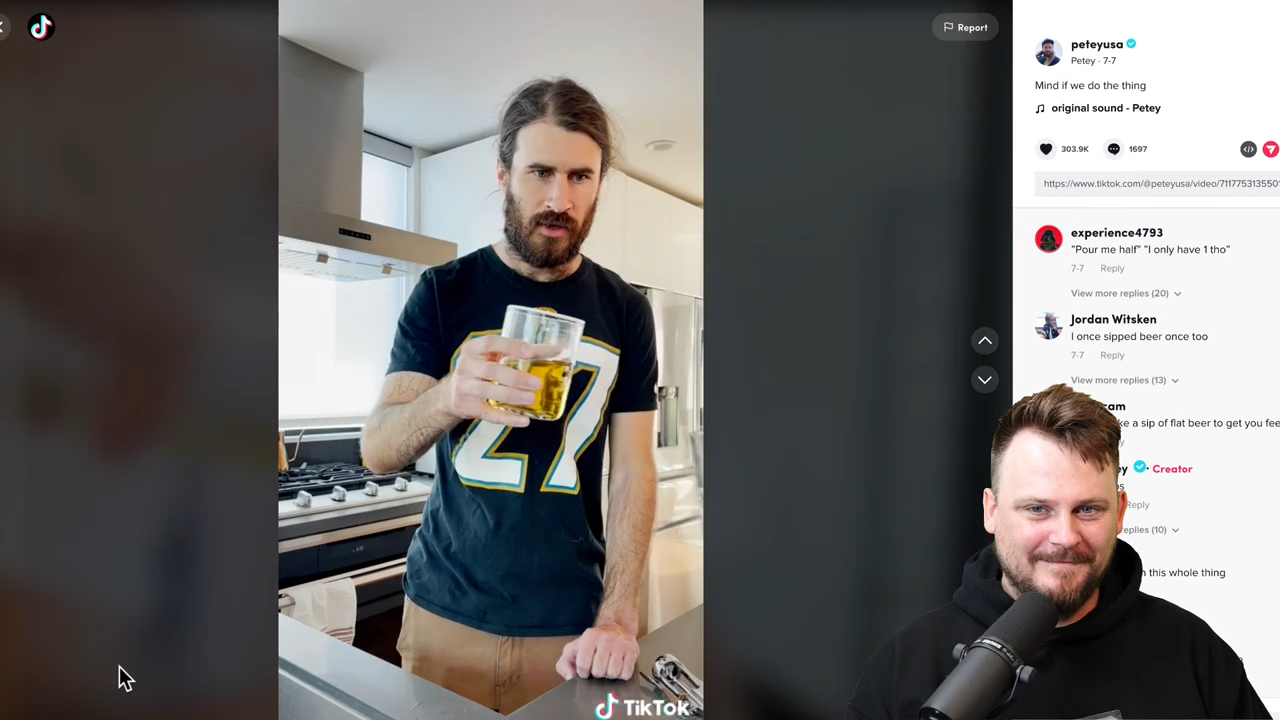 Report
27
TikTok
peteyusa
Petey · 7-7
Mind if we do the thing
original sound - Petey
303.9K
1697
https://www.tiktok.com/@peteyusa/video/711775313550
experience4793
"Pour me half" "I only have 1 tho"
7-7 Reply
View more replies (20)
Jordan Witsken
I once sipped beer once too
7-7 Reply
View more replies (13)
a sip of flat beer to get you fee
· Creator
Reply
replies (10)
this whole thing